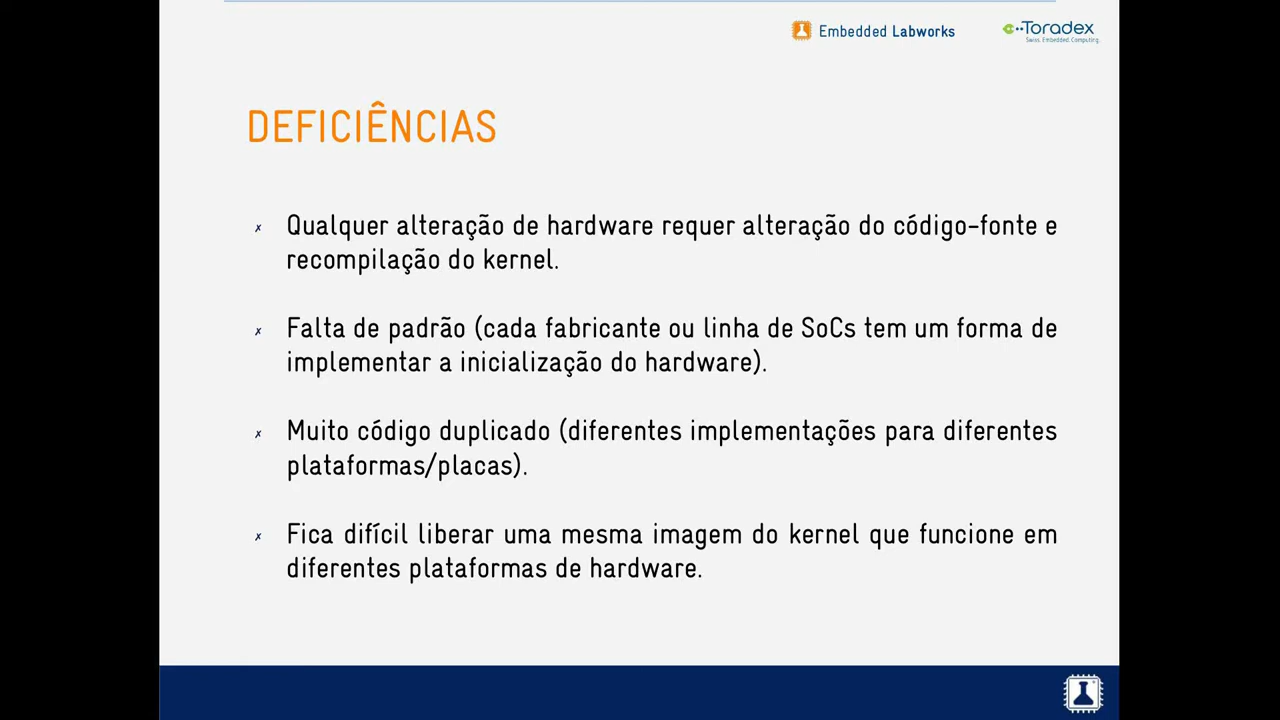 Embedded Labworks
Toradex
Swiss. Embedded. Computing.
DEFICIÊNCIAS
✗ Qualquer alteração de hardware requer alteração do código-fonte e
recompilação do kernel.
✗ Falta de padrão (cada fabricante ou linha de SoCs tem um forma de
implementar a inicialização do hardware).
✗ Muito código duplicado (diferentes implementações para diferentes
plataformas/placas).
✗ Fica difícil liberar uma mesma imagem do kernel que funcione em
diferentes plataformas de hardware.